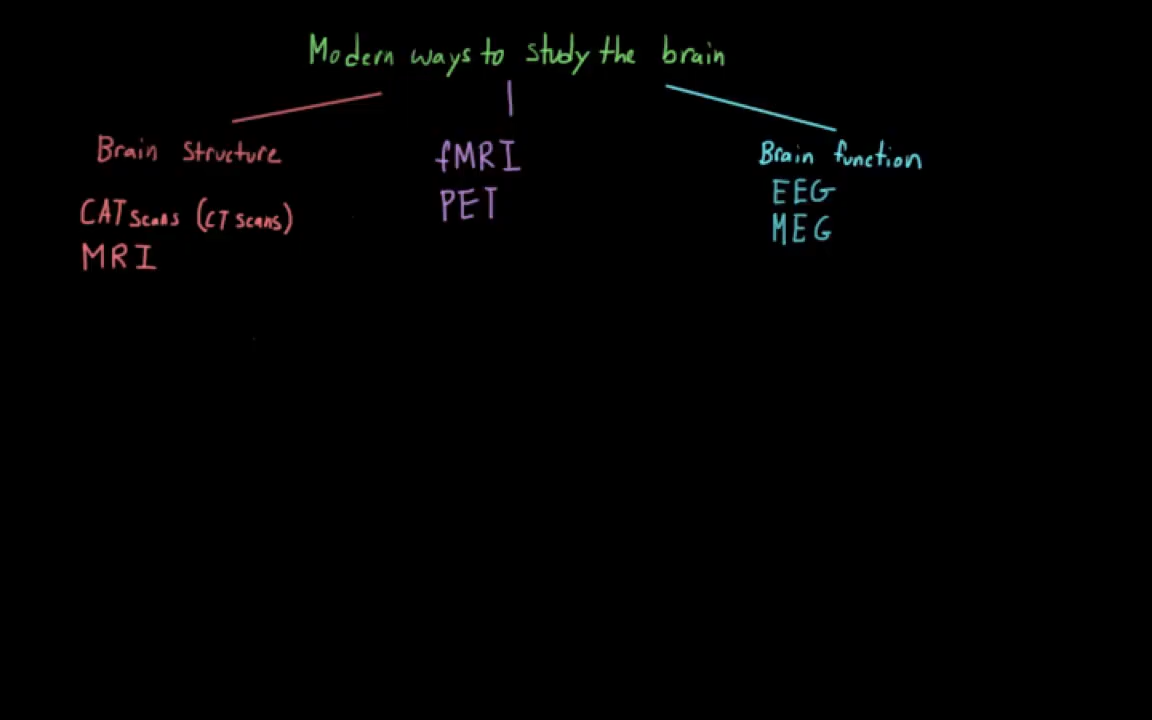 Modern ways to study the brain
Brain Structure
CAT scans (CT scans)
MRI
fMRI
PET
Brain function
EEG
MEG